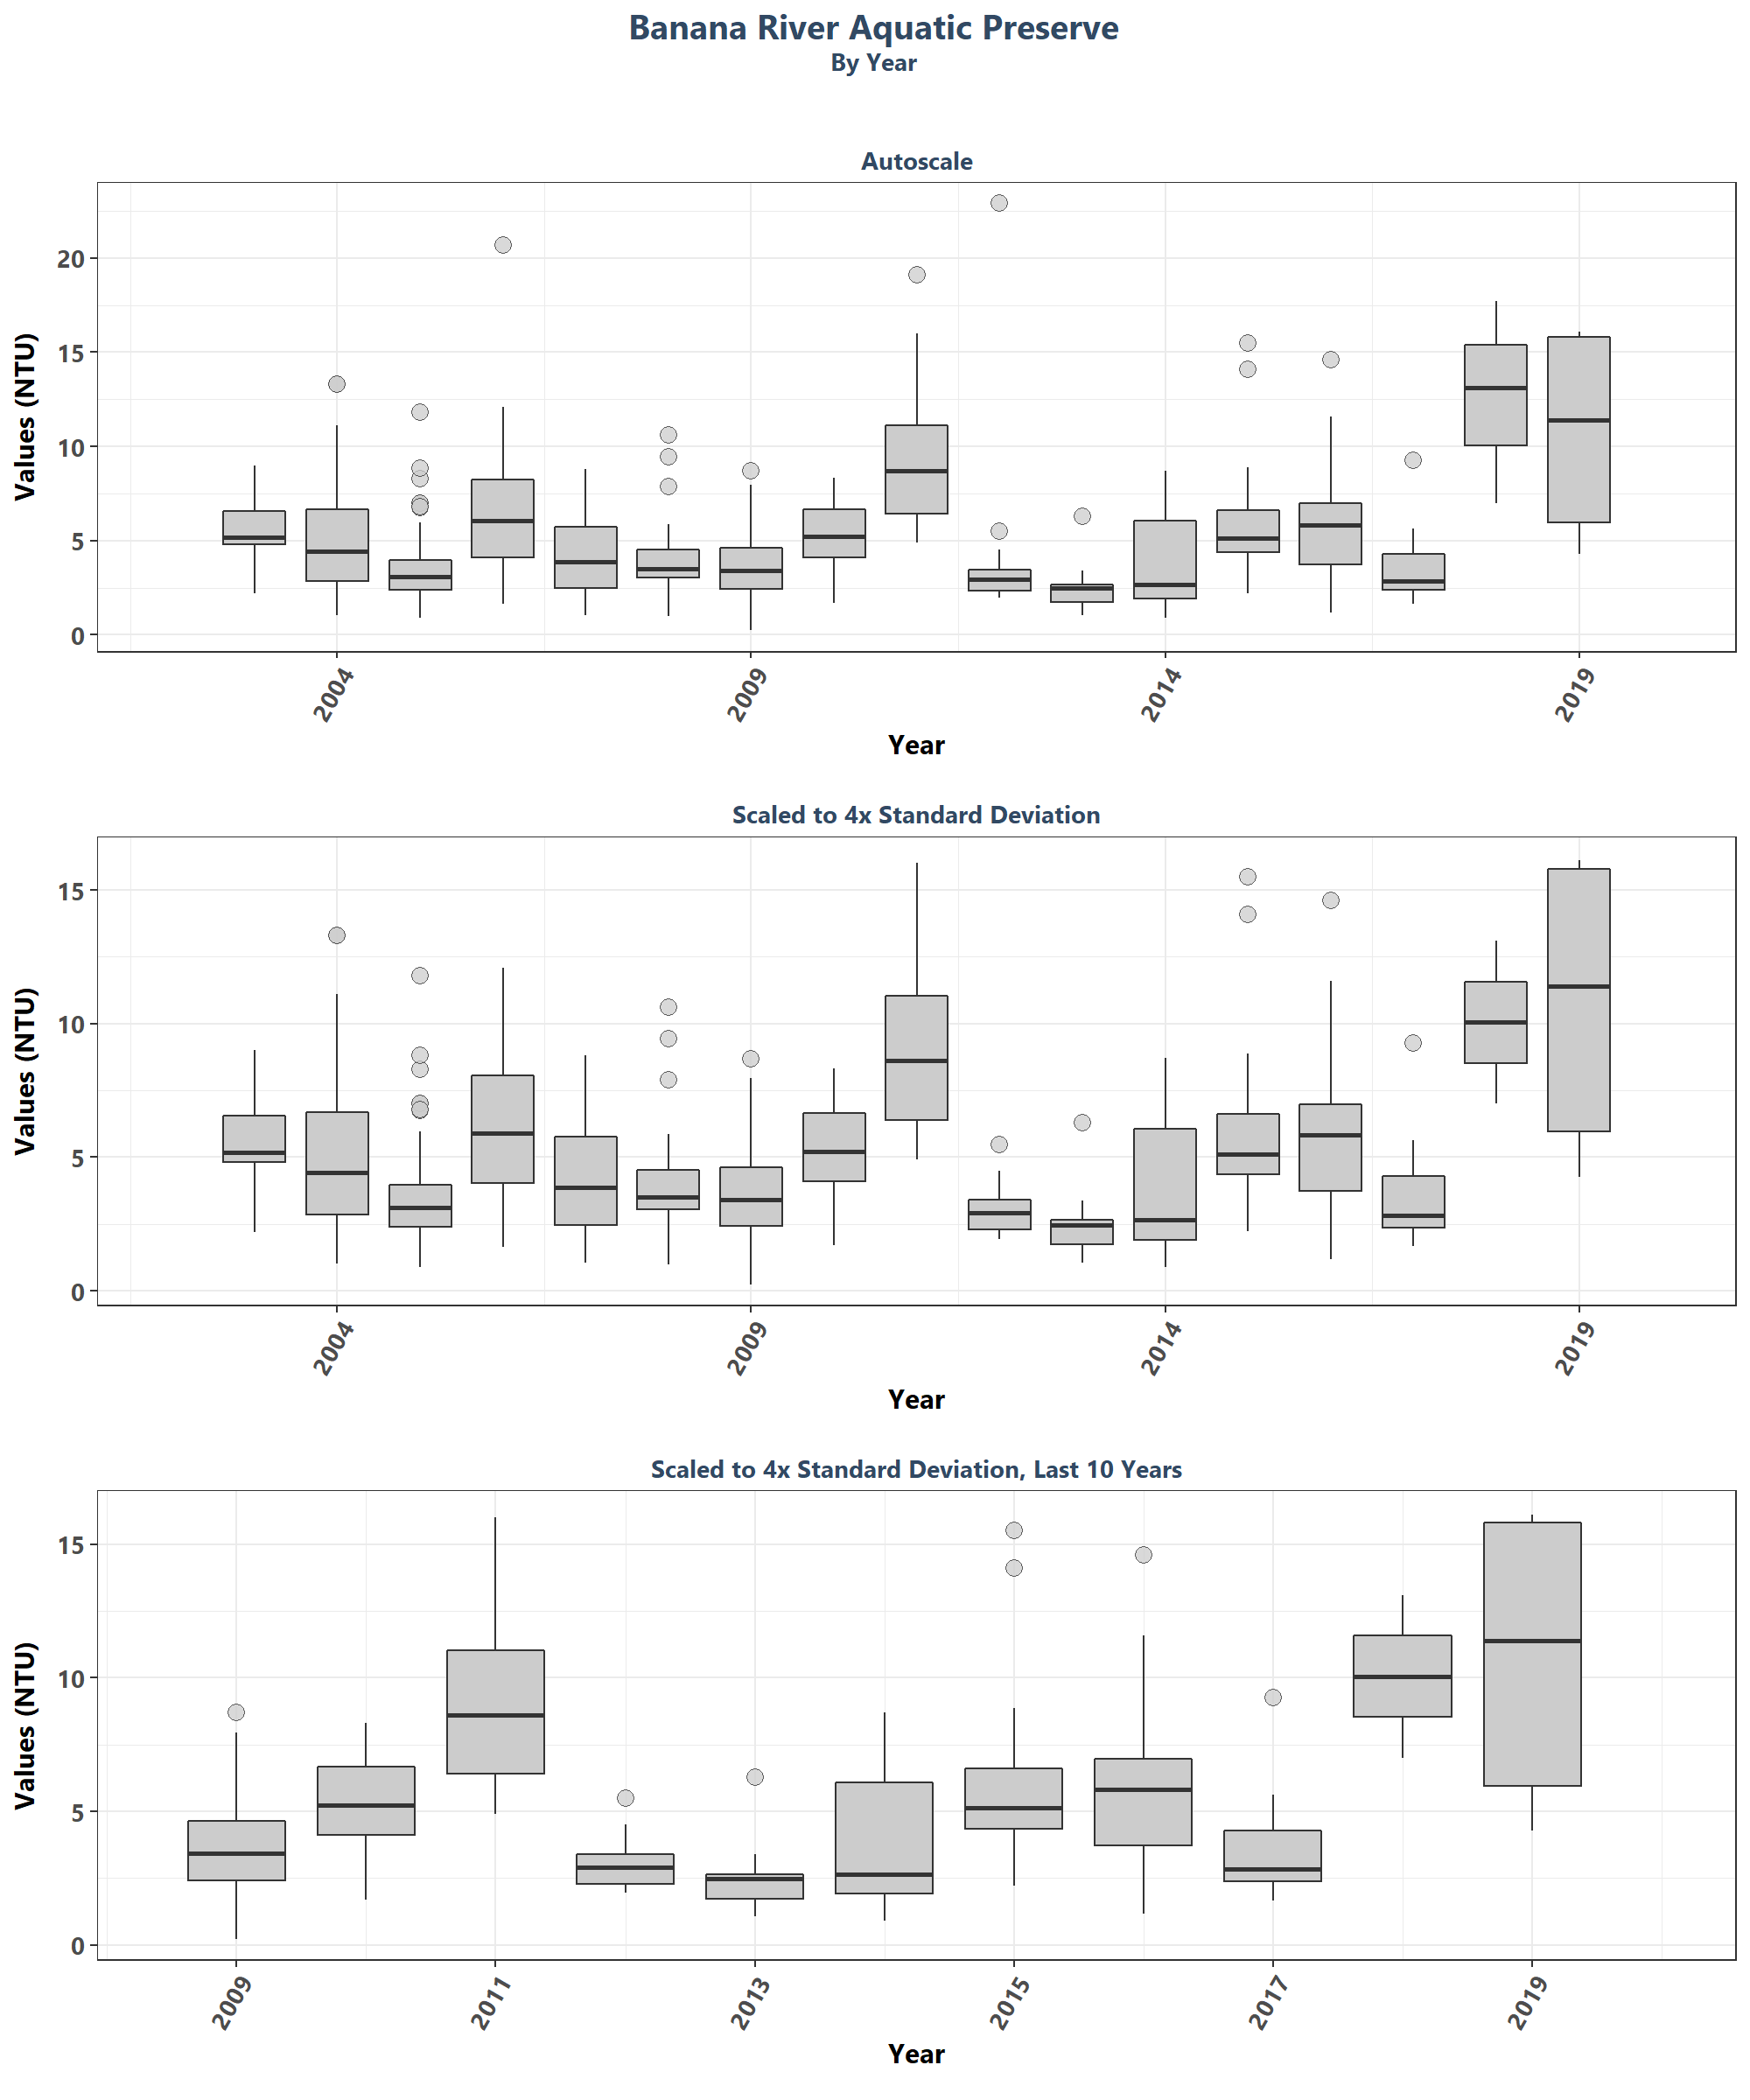 Banana River Aquatic Preserve
By Year
Autoscale
Values (NTU)
20
15
10
5
0
2004 2009 2014 2019
Year
Scaled to 4x Standard Deviation
Values (NTU)
15
10
5
0
2004 2009 2014 2019
Year
Scaled to 4x Standard Deviation, Last 10 Years
Values (NTU)
15
10
5
0
2009 2011 2013 2015 2017 2019
Year